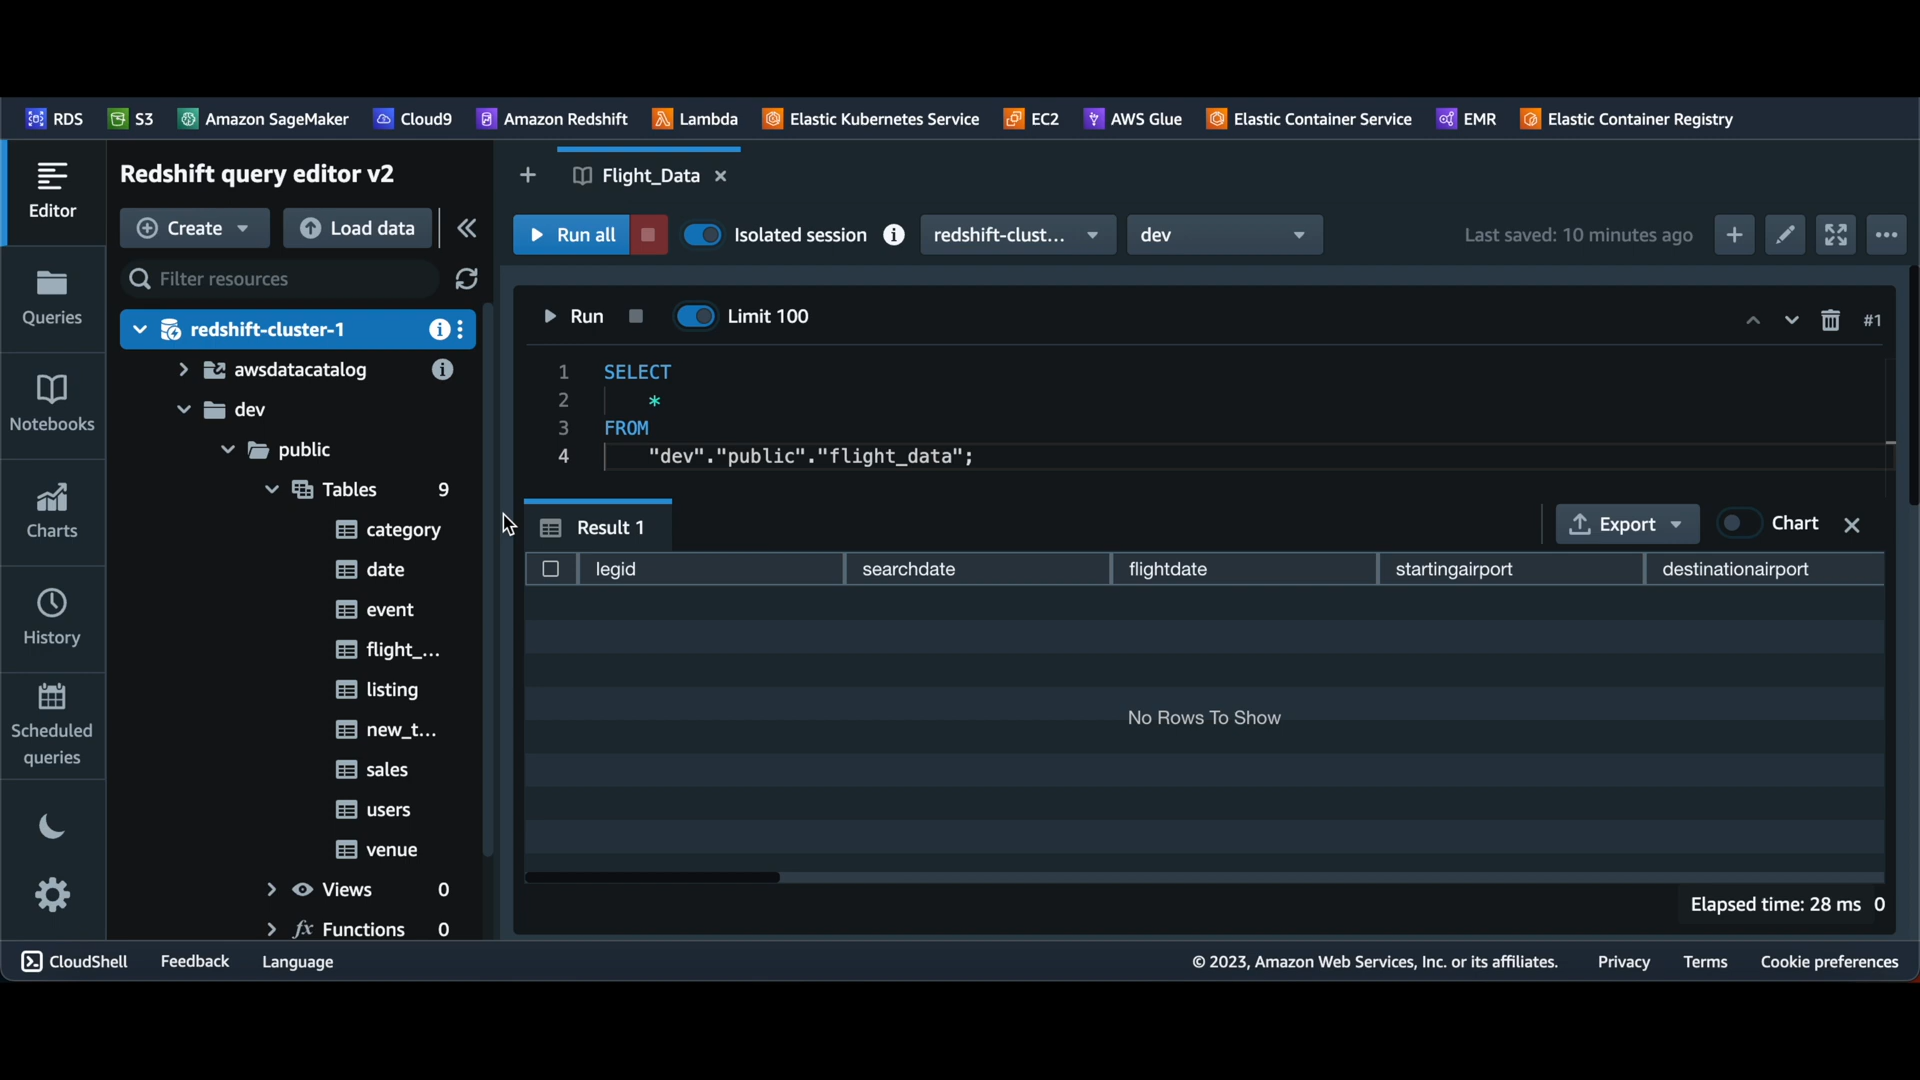 RDS S3 Amazon SageMaker Cloud9 Amazon Redshift Lambda Elastic Kubernetes Service EC2 AWS Glue Elastic Container Service EMR Elastic Container Registry
Editor
Queries
Notebooks
Charts
History
Scheduled
queries
Redshift query editor v2
Create
Load data
Filter resources
redshift-cluster-1
awsdatacatalog
dev
public
Tables 9
category
date
event
flight_...
listing
new_t...
sales
users
venue
Views 0
fx Functions 0
Flight_Data
Run all Isolated session redshift-clust... dev Last saved: 10 minutes ago
Run Limit 100 #1
1 SELECT
2 *
3 FROM
4 "dev"."public"."flight_data";
Result 1 Export Chart
legid searchdate flightdate startingairport destinationairport
No Rows To Show
Elapsed time: 28 ms 0
CloudShell Feedback Language © 2023, Amazon Web Services, Inc. or its affiliates. Privacy Terms Cookie preferences